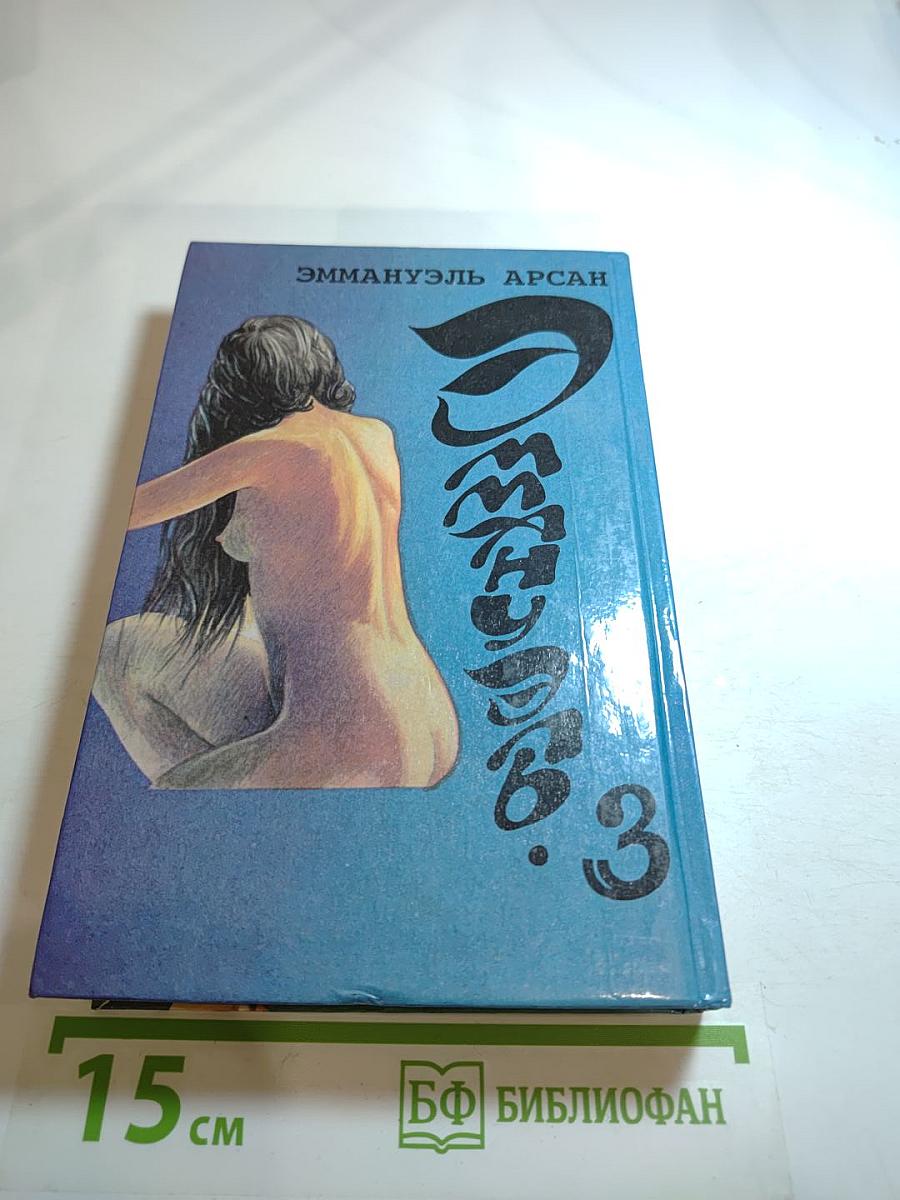 ЭММАНУЭЛЬ АРСАН
Эммануэль.
3
15 см
БФ БИБЛИОФАН